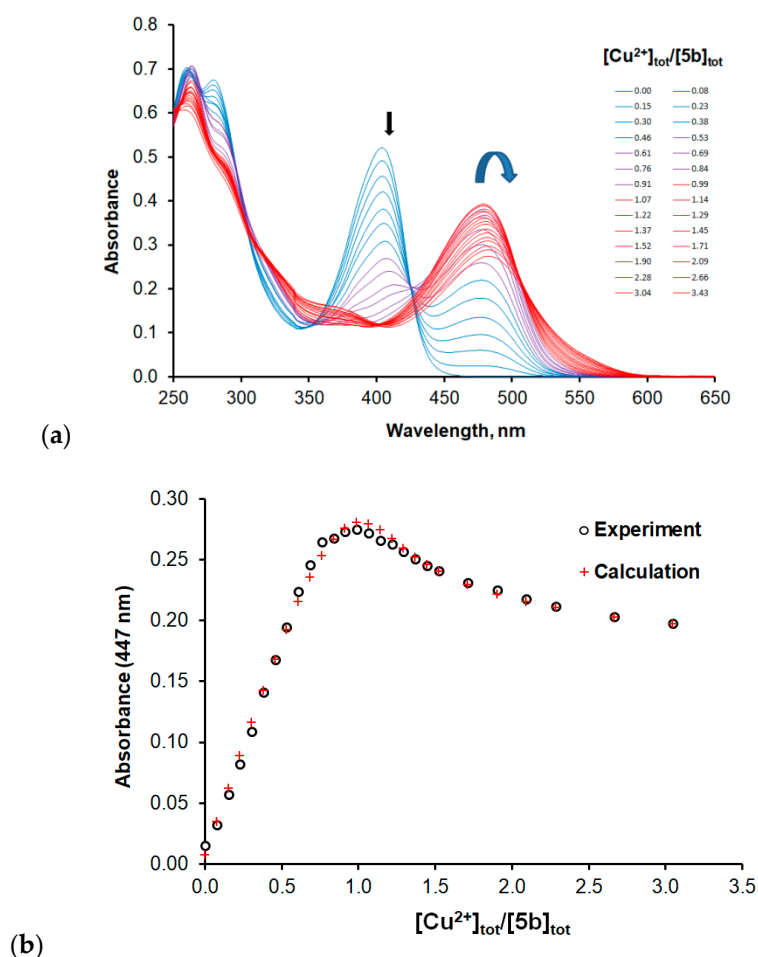 0.8
0.7
0.6
0.5
0.4
0.3
0.2
0.1
0.0
Absorbance
250 300 350 400 450 500 550 600 650
Wavelength, nm
[Cu²⁺]tot/[5b]tot
0.00 0.08
0.15 0.23
0.30 0.38
0.46 0.53
0.61 0.69
0.76 0.84
0.91 0.99
1.07 1.14
1.22 1.29
1.37 1.45
1.52 1.71
1.90 2.09
2.28 2.66
3.04 3.43
(a)
0.30
0.25
0.20
0.15
0.10
0.05
0.00
Absorbance (447 nm)
Experiment
Calculation
0.0 0.5 1.0 1.5 2.0 2.5 3.0 3.5
[Cu²⁺]tot/[5b]tot
(b)